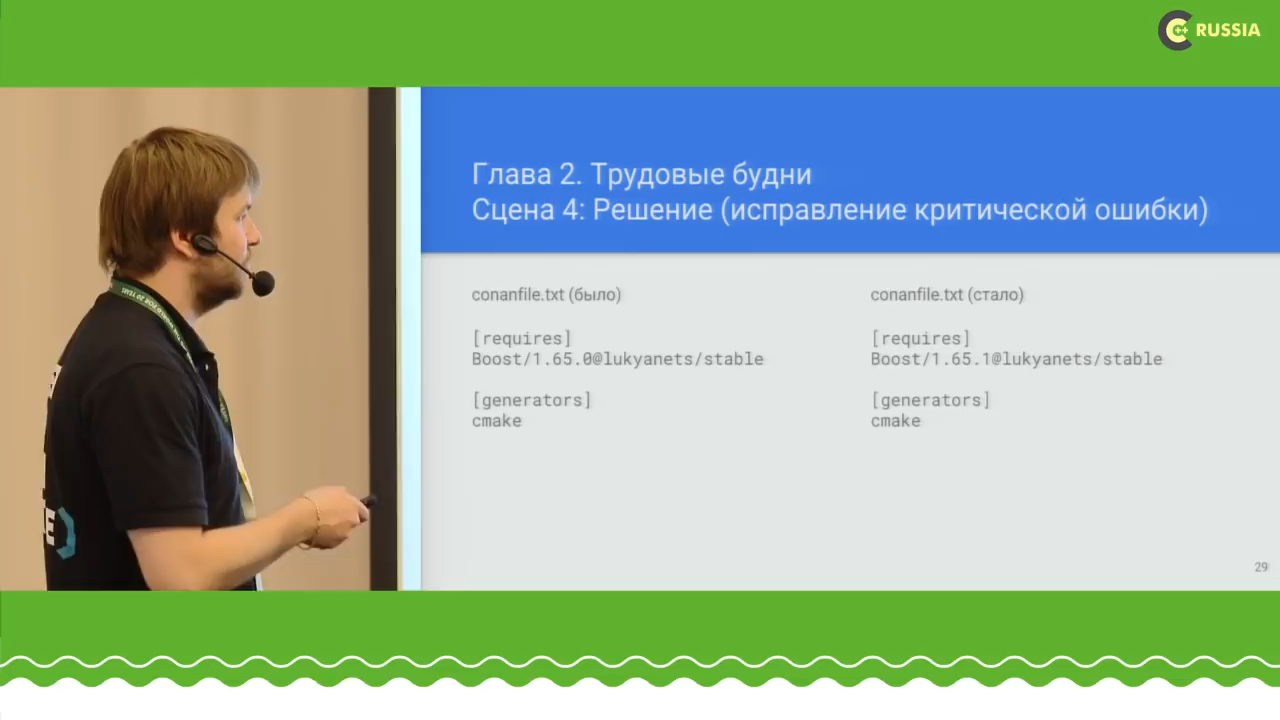 C++ RUSSIA
Глава 2. Трудовые будни
Сцена 4: Решение (исправление критической ошибки)
conanfile.txt (было)
[requires]
Boost/1.65.0@lukyanets/stable
[generators]
cmake
conanfile.txt (стало)
[requires]
Boost/1.65.1@lukyanets/stable
[generators]
cmake
29